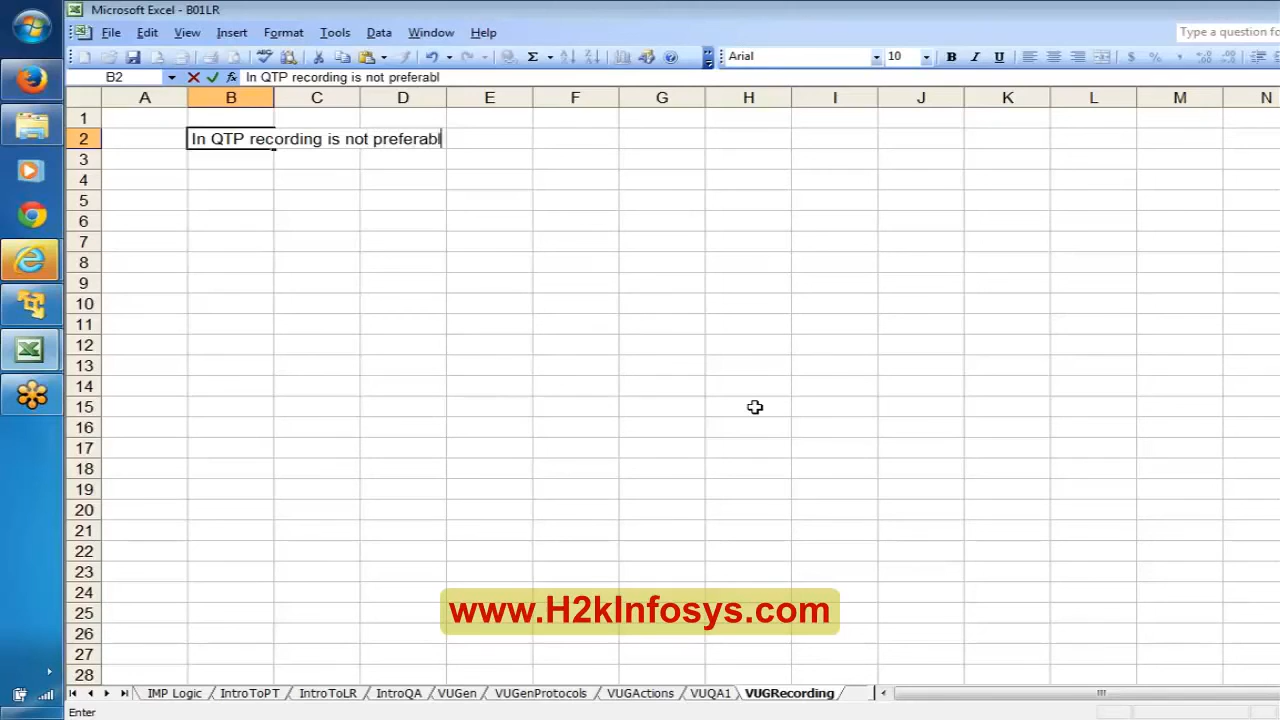 Microsoft Excel - B01LR
File Edit View Insert Format Tools Data Window Help
Type a question fo
Arial 10 B I U $ % ,
B2 fx In QTP recording is not preferabl
A B C D E F G H I J K L M N
1
2 In QTP recording is not preferabl
3
4
5
6
7
8
9
10
11
12
13
14
15
16
17
18
19
20
21
22
23
24
25
www.H2kInfosys.com
26
27
28
IMP Logic IntroToPT IntroToLR IntroQA VUGen VUGenProtocols VUGActions VUQA1 VUGRecording
Enter